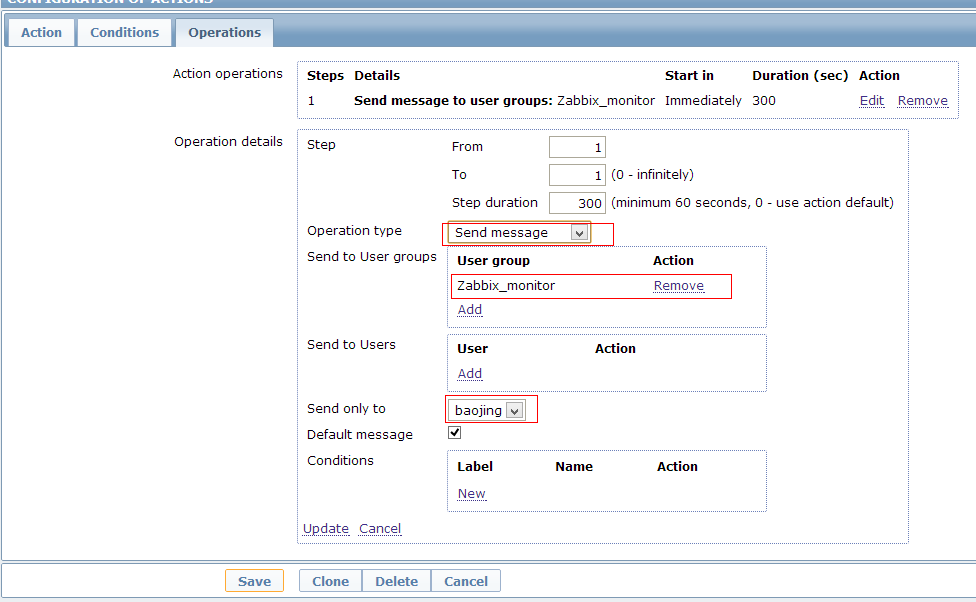 CONFIGURATION OF ACTIONS
Action Conditions Operations
Action operations Steps Details Start in Duration (sec) Action
1 Send message to user groups: Zabbix_monitor Immediately 300 Edit Remove
Operation details Step From 1
To 1 (0 - infinitely)
Step duration 300 (minimum 60 seconds, 0 - use action default)
Operation type Send message
Send to User groups User group Action
Zabbix_monitor Remove
Add
Send to Users User Action
Add
Send only to baojing
Default message
Conditions Label Name Action
New
Update Cancel
Save Clone Delete Cancel